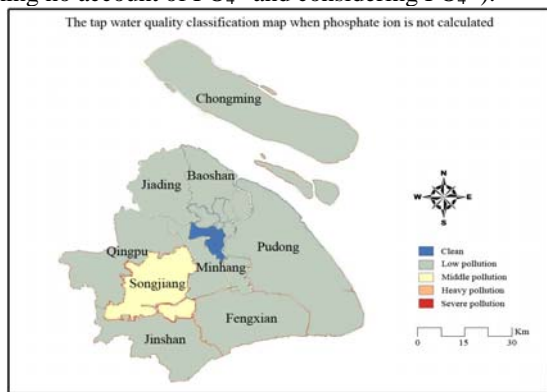 The tap water quality classification map when phosphate ion is not calculated
Chongming
Baoshan
Jiading
Qingpu
Pudong
Minhang
Songjiang
Fengxian
Jinshan
N
W E
S
Clean
Low pollution
Middle pollution
Heavy pollution
Severe pollution
Km
0 15 30